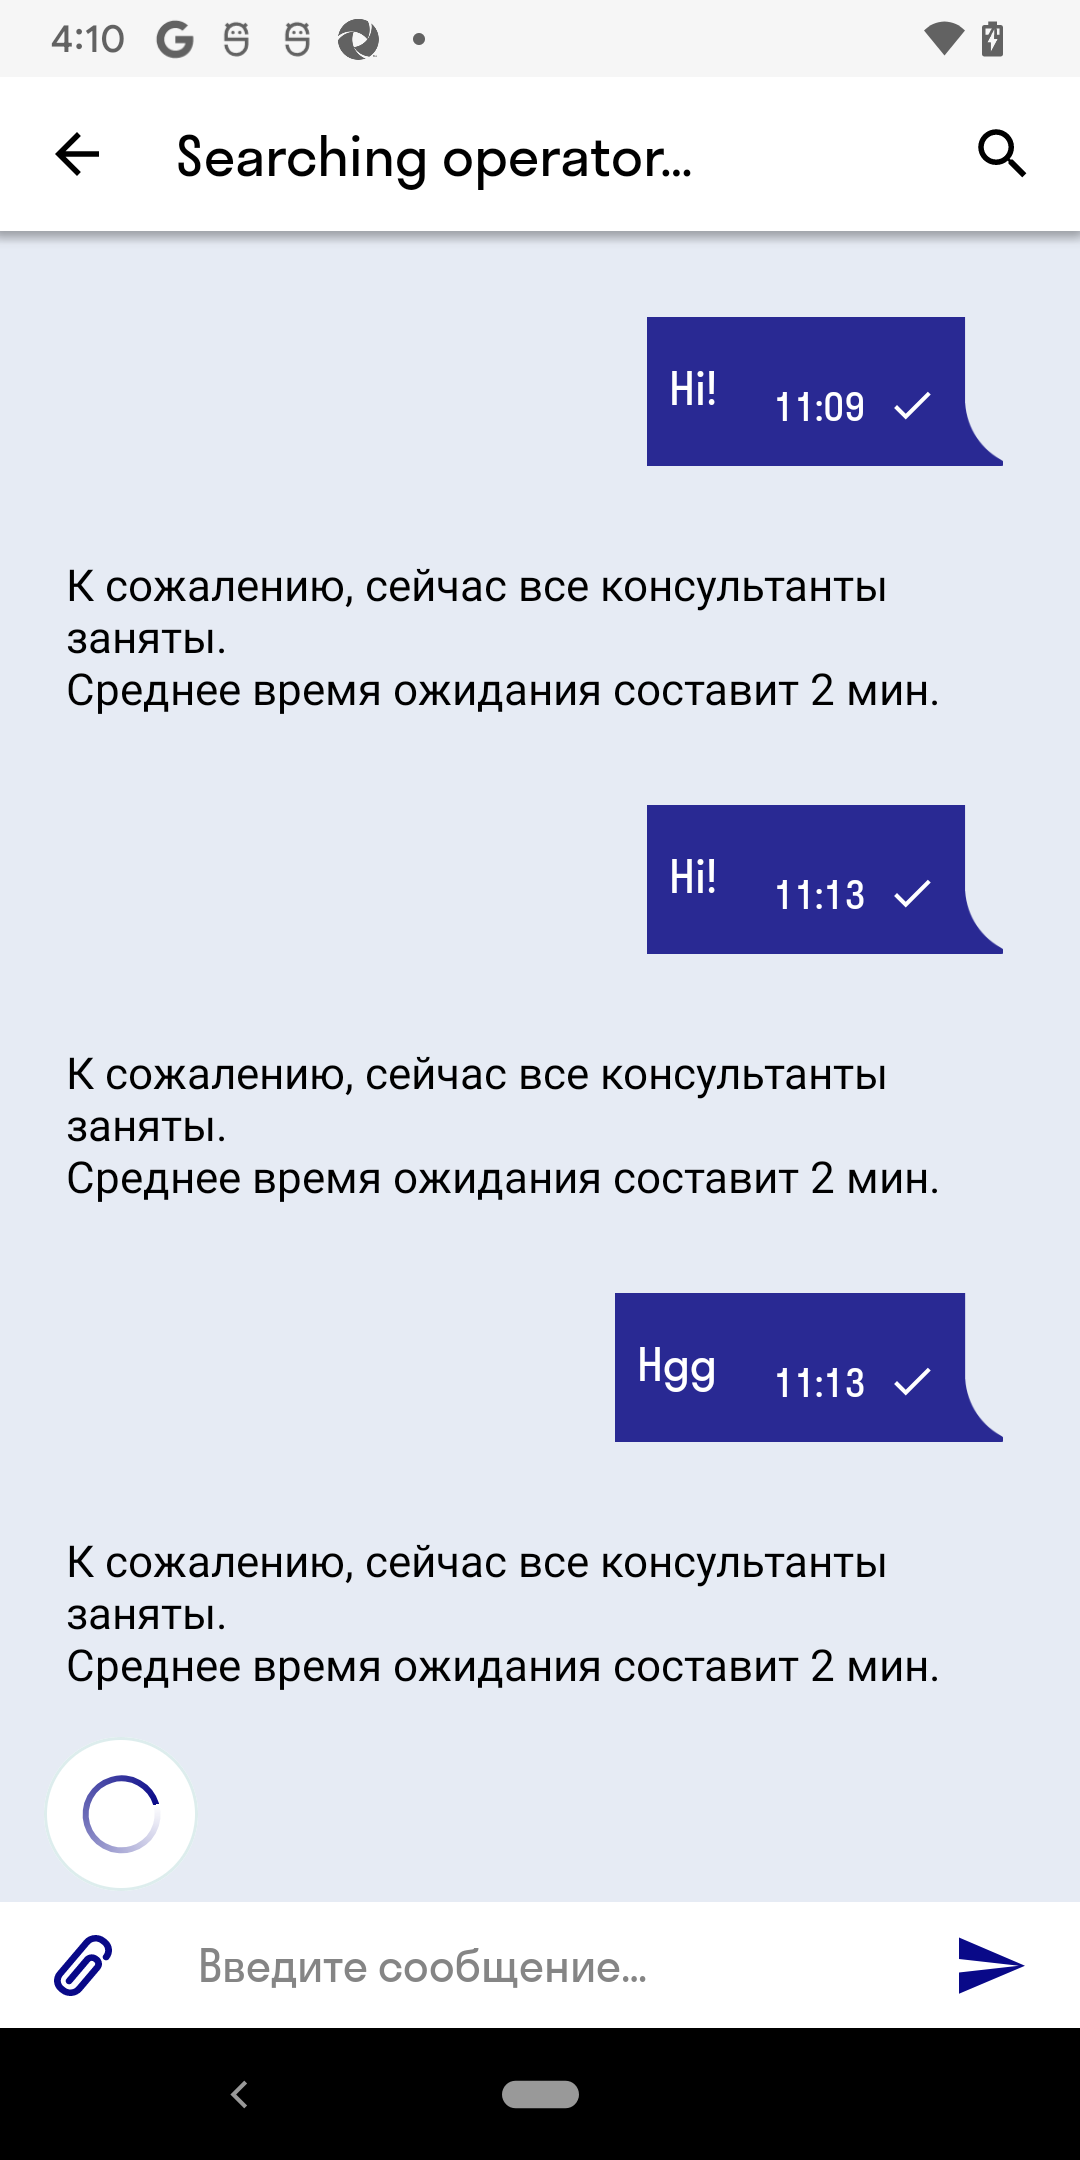 4:10
Searching operator...
Hi!
11:09
К сожалению, сейчас все консультанты
заняты.
Среднее время ожидания составит 2 мин.
Hi!
11:13
К сожалению, сейчас все консультанты
заняты.
Среднее время ожидания составит 2 мин.
Hgg
11:13
К сожалению, сейчас все консультанты
заняты.
Среднее время ожидания составит 2 мин.
Введите сообщение...